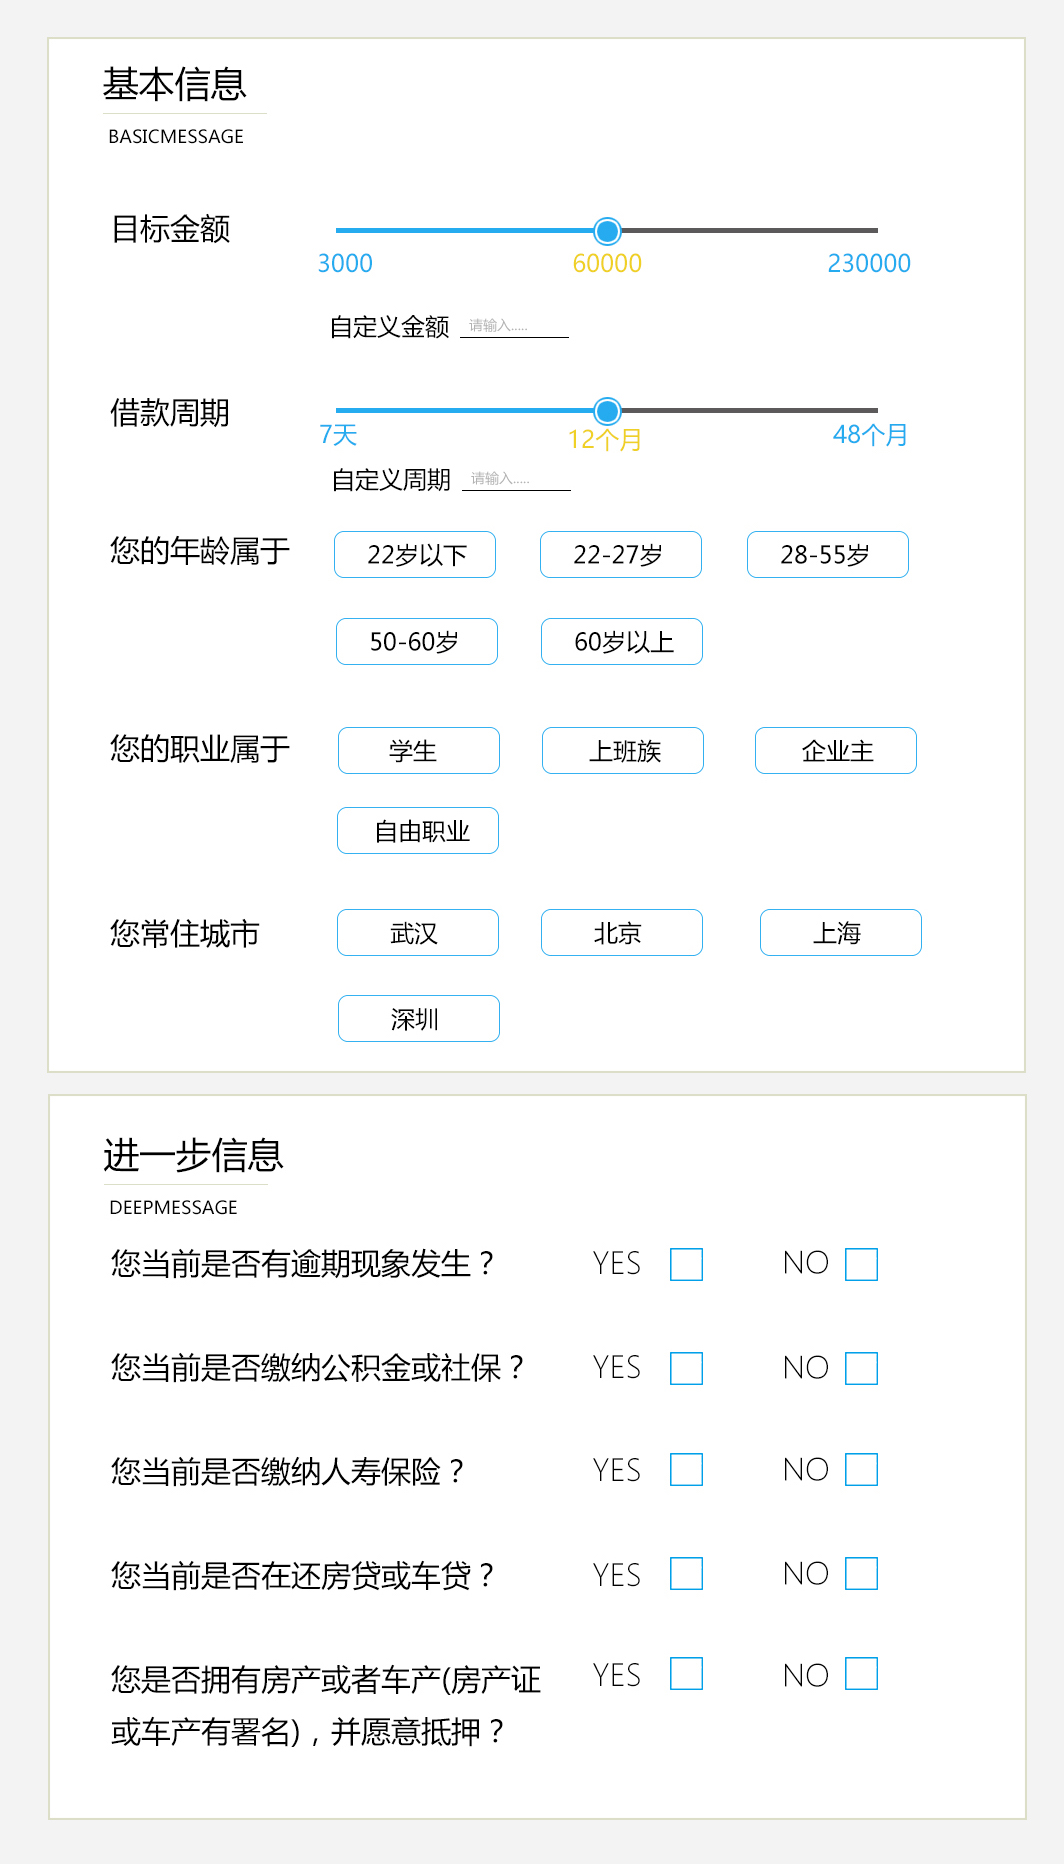 基本信息
BASICMESSAGE
目标金额
3000 60000 230000
自定义金额 请输入.....
借款周期
7天 12个月 48个月
自定义周期 请输入.....
您的年龄属于 22岁以下 22-27岁 28-55岁
50-60岁 60岁以上
您的职业属于 学生 上班族 企业主
自由职业
您常住城市 武汉 北京 上海
深圳
进一步信息
DEEPMESSAGE
您当前是否有逾期现象发生？ YES NO
您当前是否缴纳公积金或社保？ YES NO
您当前是否缴纳人寿保险？ YES NO
您当前是否在还房贷或车贷？ YES NO
您是否拥有房产或者车产(房产证 YES NO
或车产有署名)，并愿意抵押？